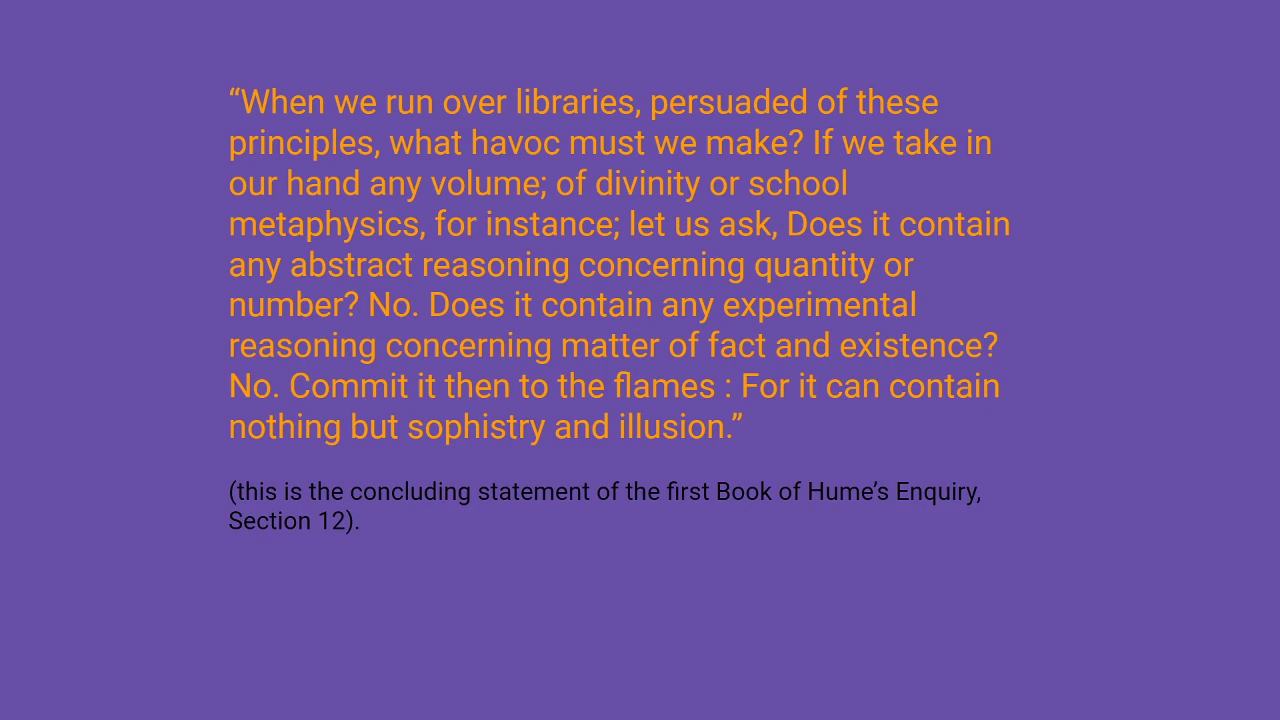 “When we run over libraries, persuaded of these
principles, what havoc must we make? If we take in
our hand any volume; of divinity or school
metaphysics, for instance; let us ask, Does it contain
any abstract reasoning concerning quantity or
number? No. Does it contain any experimental
reasoning concerning matter of fact and existence?
No. Commit it then to the flames : For it can contain
nothing but sophistry and illusion.”
(this is the concluding statement of the first Book of Hume’s Enquiry,
Section 12).